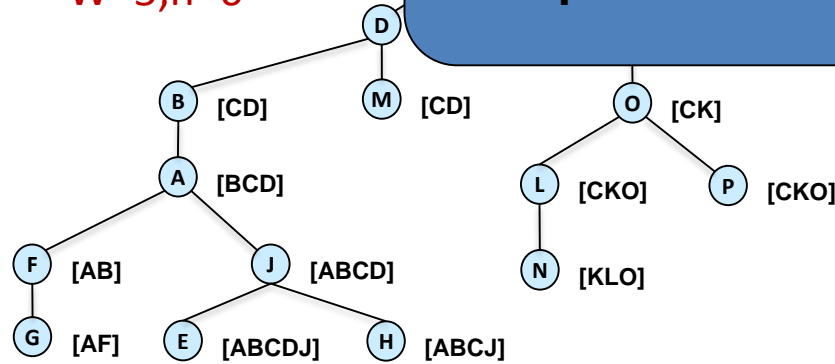 D
B [CD] M [CD] O [CK]
A [BCD] L [CKO] P [CKO]
F [AB] J [ABCD] N [KLO]
G [AF] E [ABCDJ] H [ABCJ]